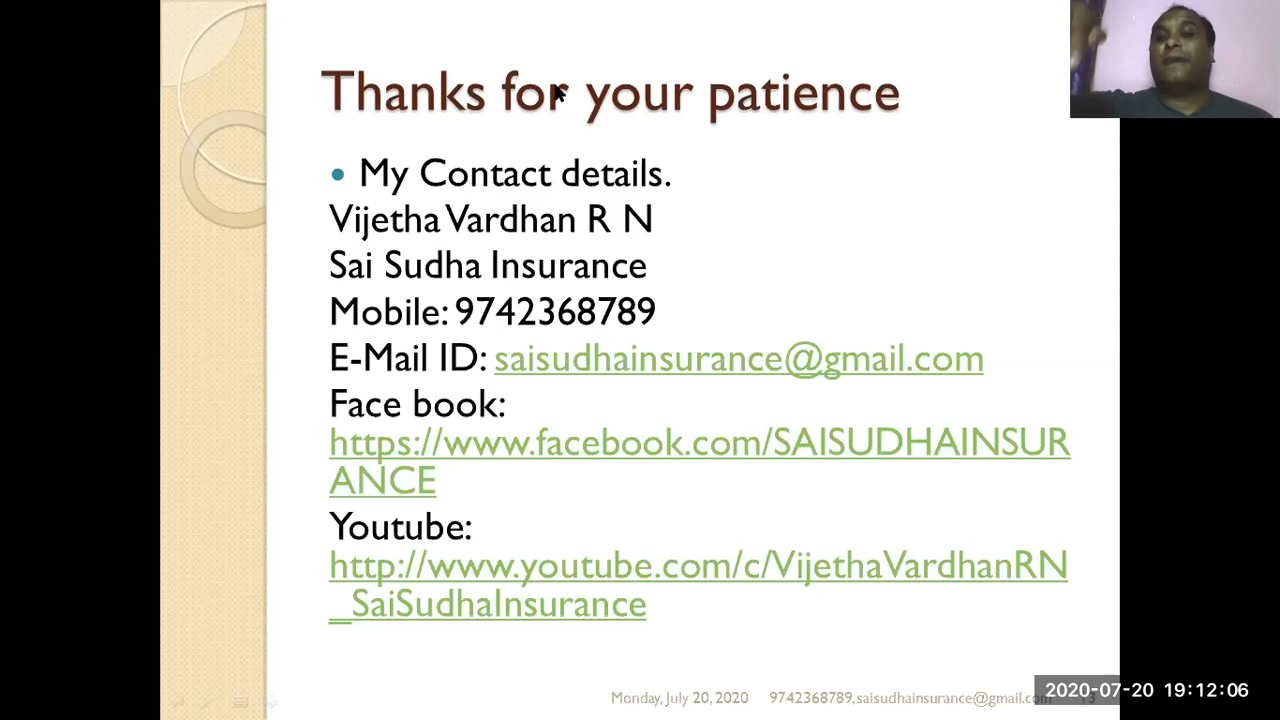 Thanks for your patience
My Contact details.
Vijetha Vardhan R N
Sai Sudha Insurance
Mobile: 9742368789
E-Mail ID: saisudhainsurance@gmail.com
Face book:
https://www.facebook.com/SAISUDHAINSUR
ANCE
Youtube:
http://www.youtube.com/c/VijethaVardhanRN
_SaiSudhaInsurance
Monday, July 20, 2020 9742368789, saisudhainsurance@gmail.com 13
2020-07-20 19:12:06